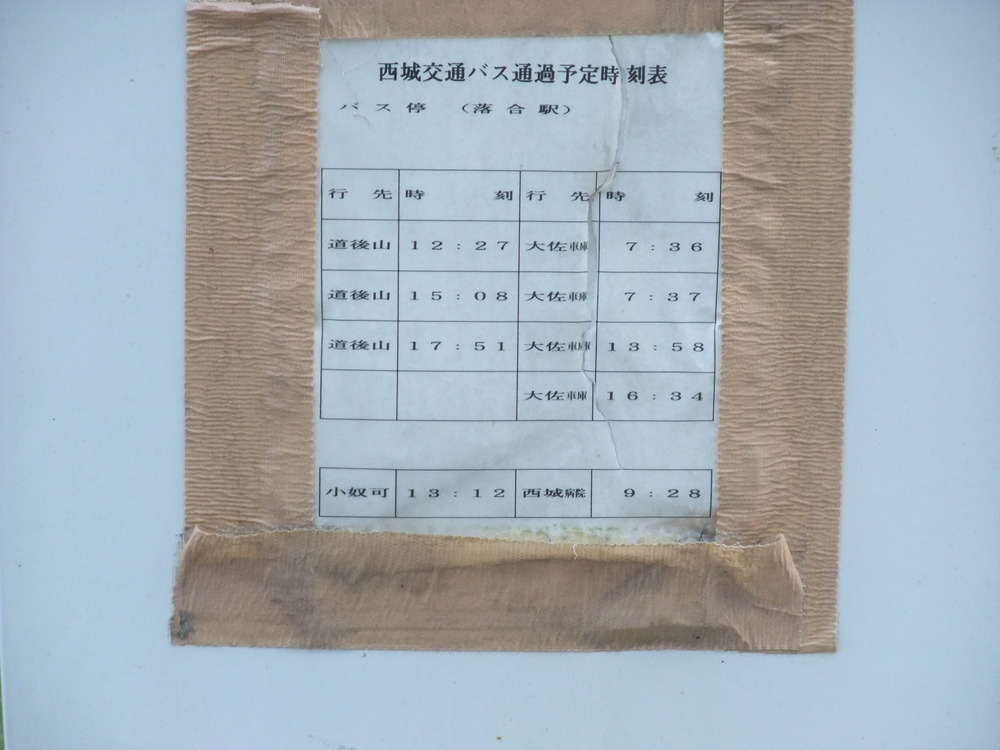 西城交通バス通過予定時刻表
バス停 (落合駅)
行先 時刻 行先 時刻
道後山 12:27 大佐車庫 7:36
道後山 15:08 大佐車庫 7:37
道後山 17:51 大佐車庫 13:58
大佐車庫 16:34
小奴可 13:12 西城病院 9:28